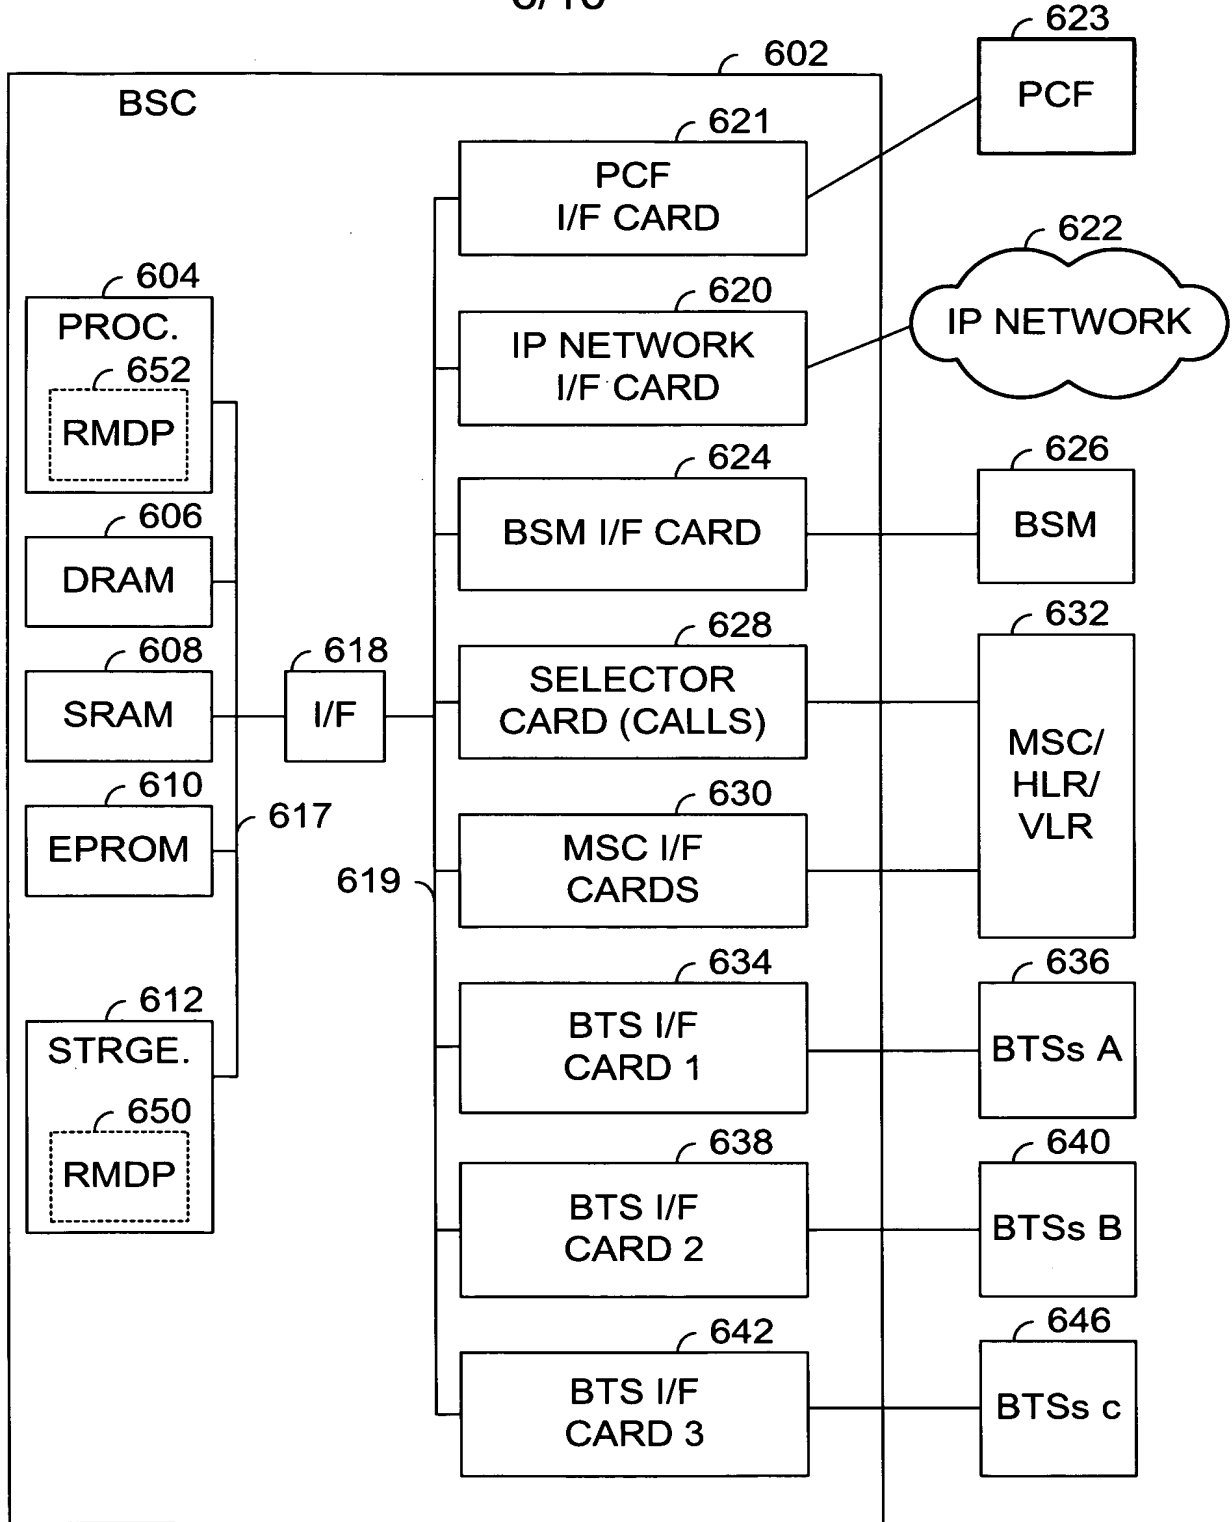 6/10
623
602
PCF
BSC
621
PCF
I/F CARD
622
IP NETWORK
604
PROC.
652
RMDP
620
IP NETWORK
I/F CARD
624
BSM I/F CARD
626
BSM
606
DRAM
628
SELECTOR
CARD (CALLS)
632
MSC/
HLR/
VLR
608
SRAM
618
I/F
610
EPROM
617
630
MSC I/F
CARDS
619
634
BTS I/F
CARD 1
636
BTSs A
612
STRGE.
650
RMDP
638
BTS I/F
CARD 2
640
BTSs B
642
BTS I/F
CARD 3
646
BTSs c